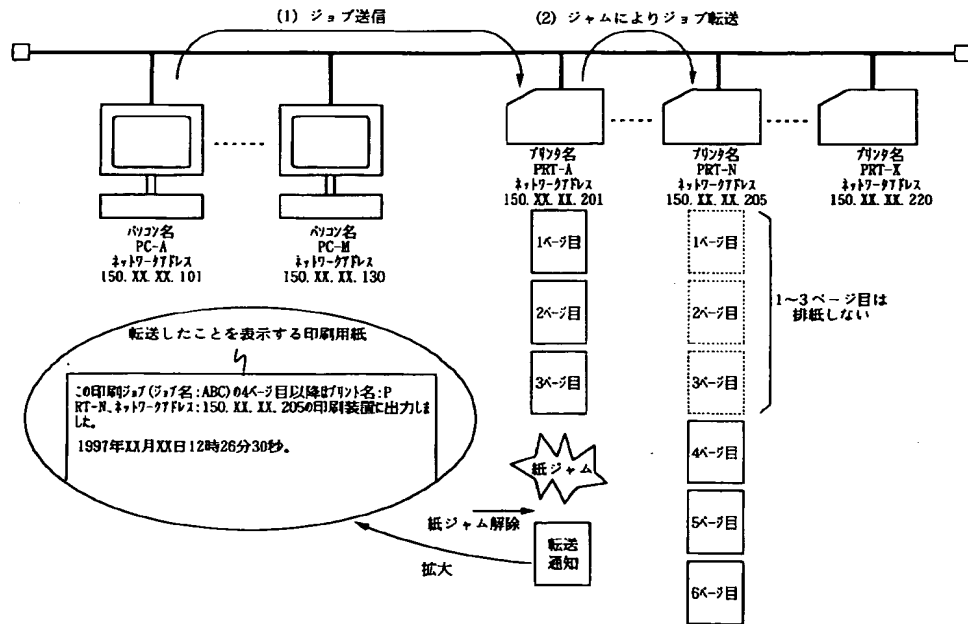 (1) ジョブ送信
(2) ジャムによりジョブ転送
パソコン名
PC-A
ネットワークアドレス
150.XX.XX.101
パソコン名
PC-M
ネットワークアドレス
150.XX.XX.130
プリンタ名
PRT-A
ネットワークアドレス
150.XX.XX.201
プリンタ名
PRT-N
ネットワークアドレス
150.XX.XX.205
プリンタ名
PRT-X
ネットワークアドレス
150.XX.XX.220
1ページ目
2ページ目
3ページ目
紙ジャム
紙ジャム解除
転送
通知
拡大
1ページ目
2ページ目
3ページ目
1~3ページ目は
排紙しない
4ページ目
5ページ目
6ページ目
転送したことを表示する印刷用紙
この印刷ジョブ(ジョブ名:ABC)の4ページ目以降はプリント名:P
RT-N、ネットワークアドレス:150.XX.XX.205の印刷装置に出力しま
した。
1997年XX月XX日12時26分30秒。